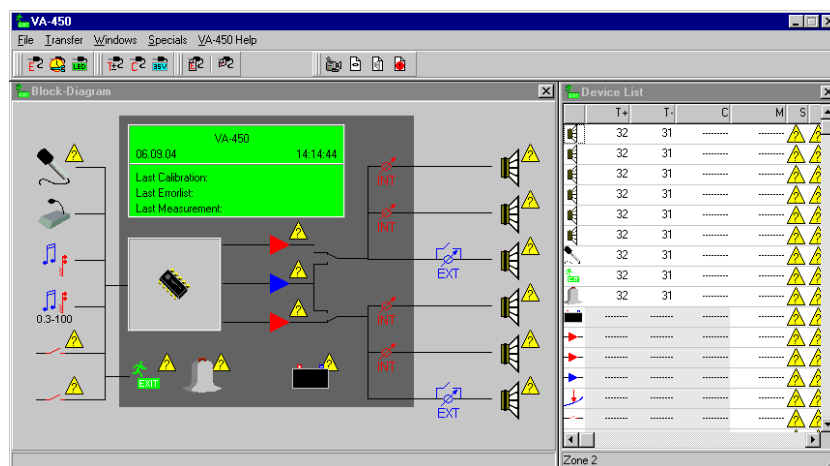 VA-450
File Transfer Windows Specials VA-450 Help
E C LED T± C 35V E
Block-Diagram
VA-450
06.09.04 14:14:44
Last Calibration:
Last Errorlist:
Last Measurement:
INT
INT
EXT
0.3-100
INT
INT
EXT
EXIT
Device List
T+ T- C M S
32 31 -------- --------
32 31 -------- --------
32 31 -------- --------
32 31 -------- --------
32 31 -------- --------
32 31 -------- --------
32 31 -------- --------
32 31 -------- --------
32 31 -------- --------
-------- -------- -------- --------
-------- -------- -------- --------
-------- -------- -------- --------
-------- -------- -------- --------
-------- -------- -------- --------
-------- -------- -------- --------
Zone 2